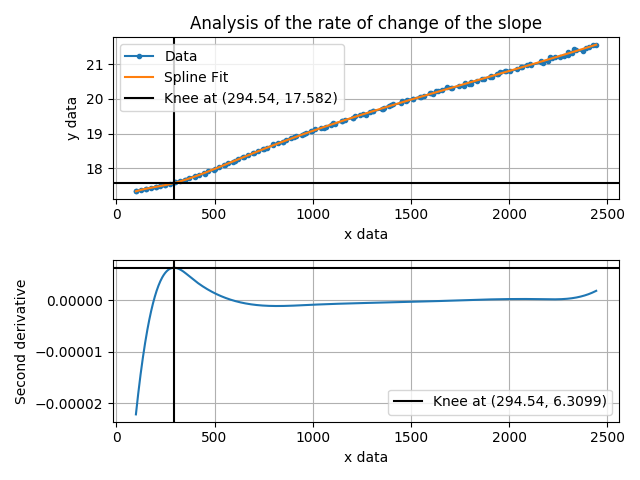 Analysis of the rate of change of the slope
Data
Spline Fit
Knee at (294.54, 17.582)
y data
21
20
19
18
0 500 1000 1500 2000 2500
x data
Second derivative
0.00000
−0.00001
−0.00002
Knee at (294.54, 6.3099)
0 500 1000 1500 2000 2500
x data